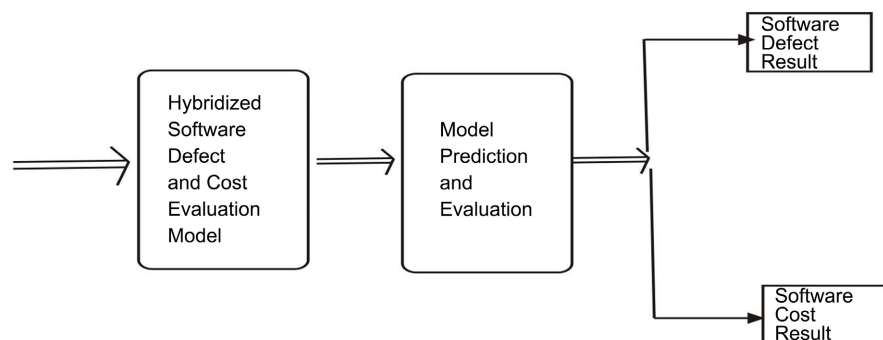 Hybridized
Software
Defect
and Cost
Evaluation
Model
Model
Prediction
and
Evaluation
Software
Defect
Result
Software
Cost
Result